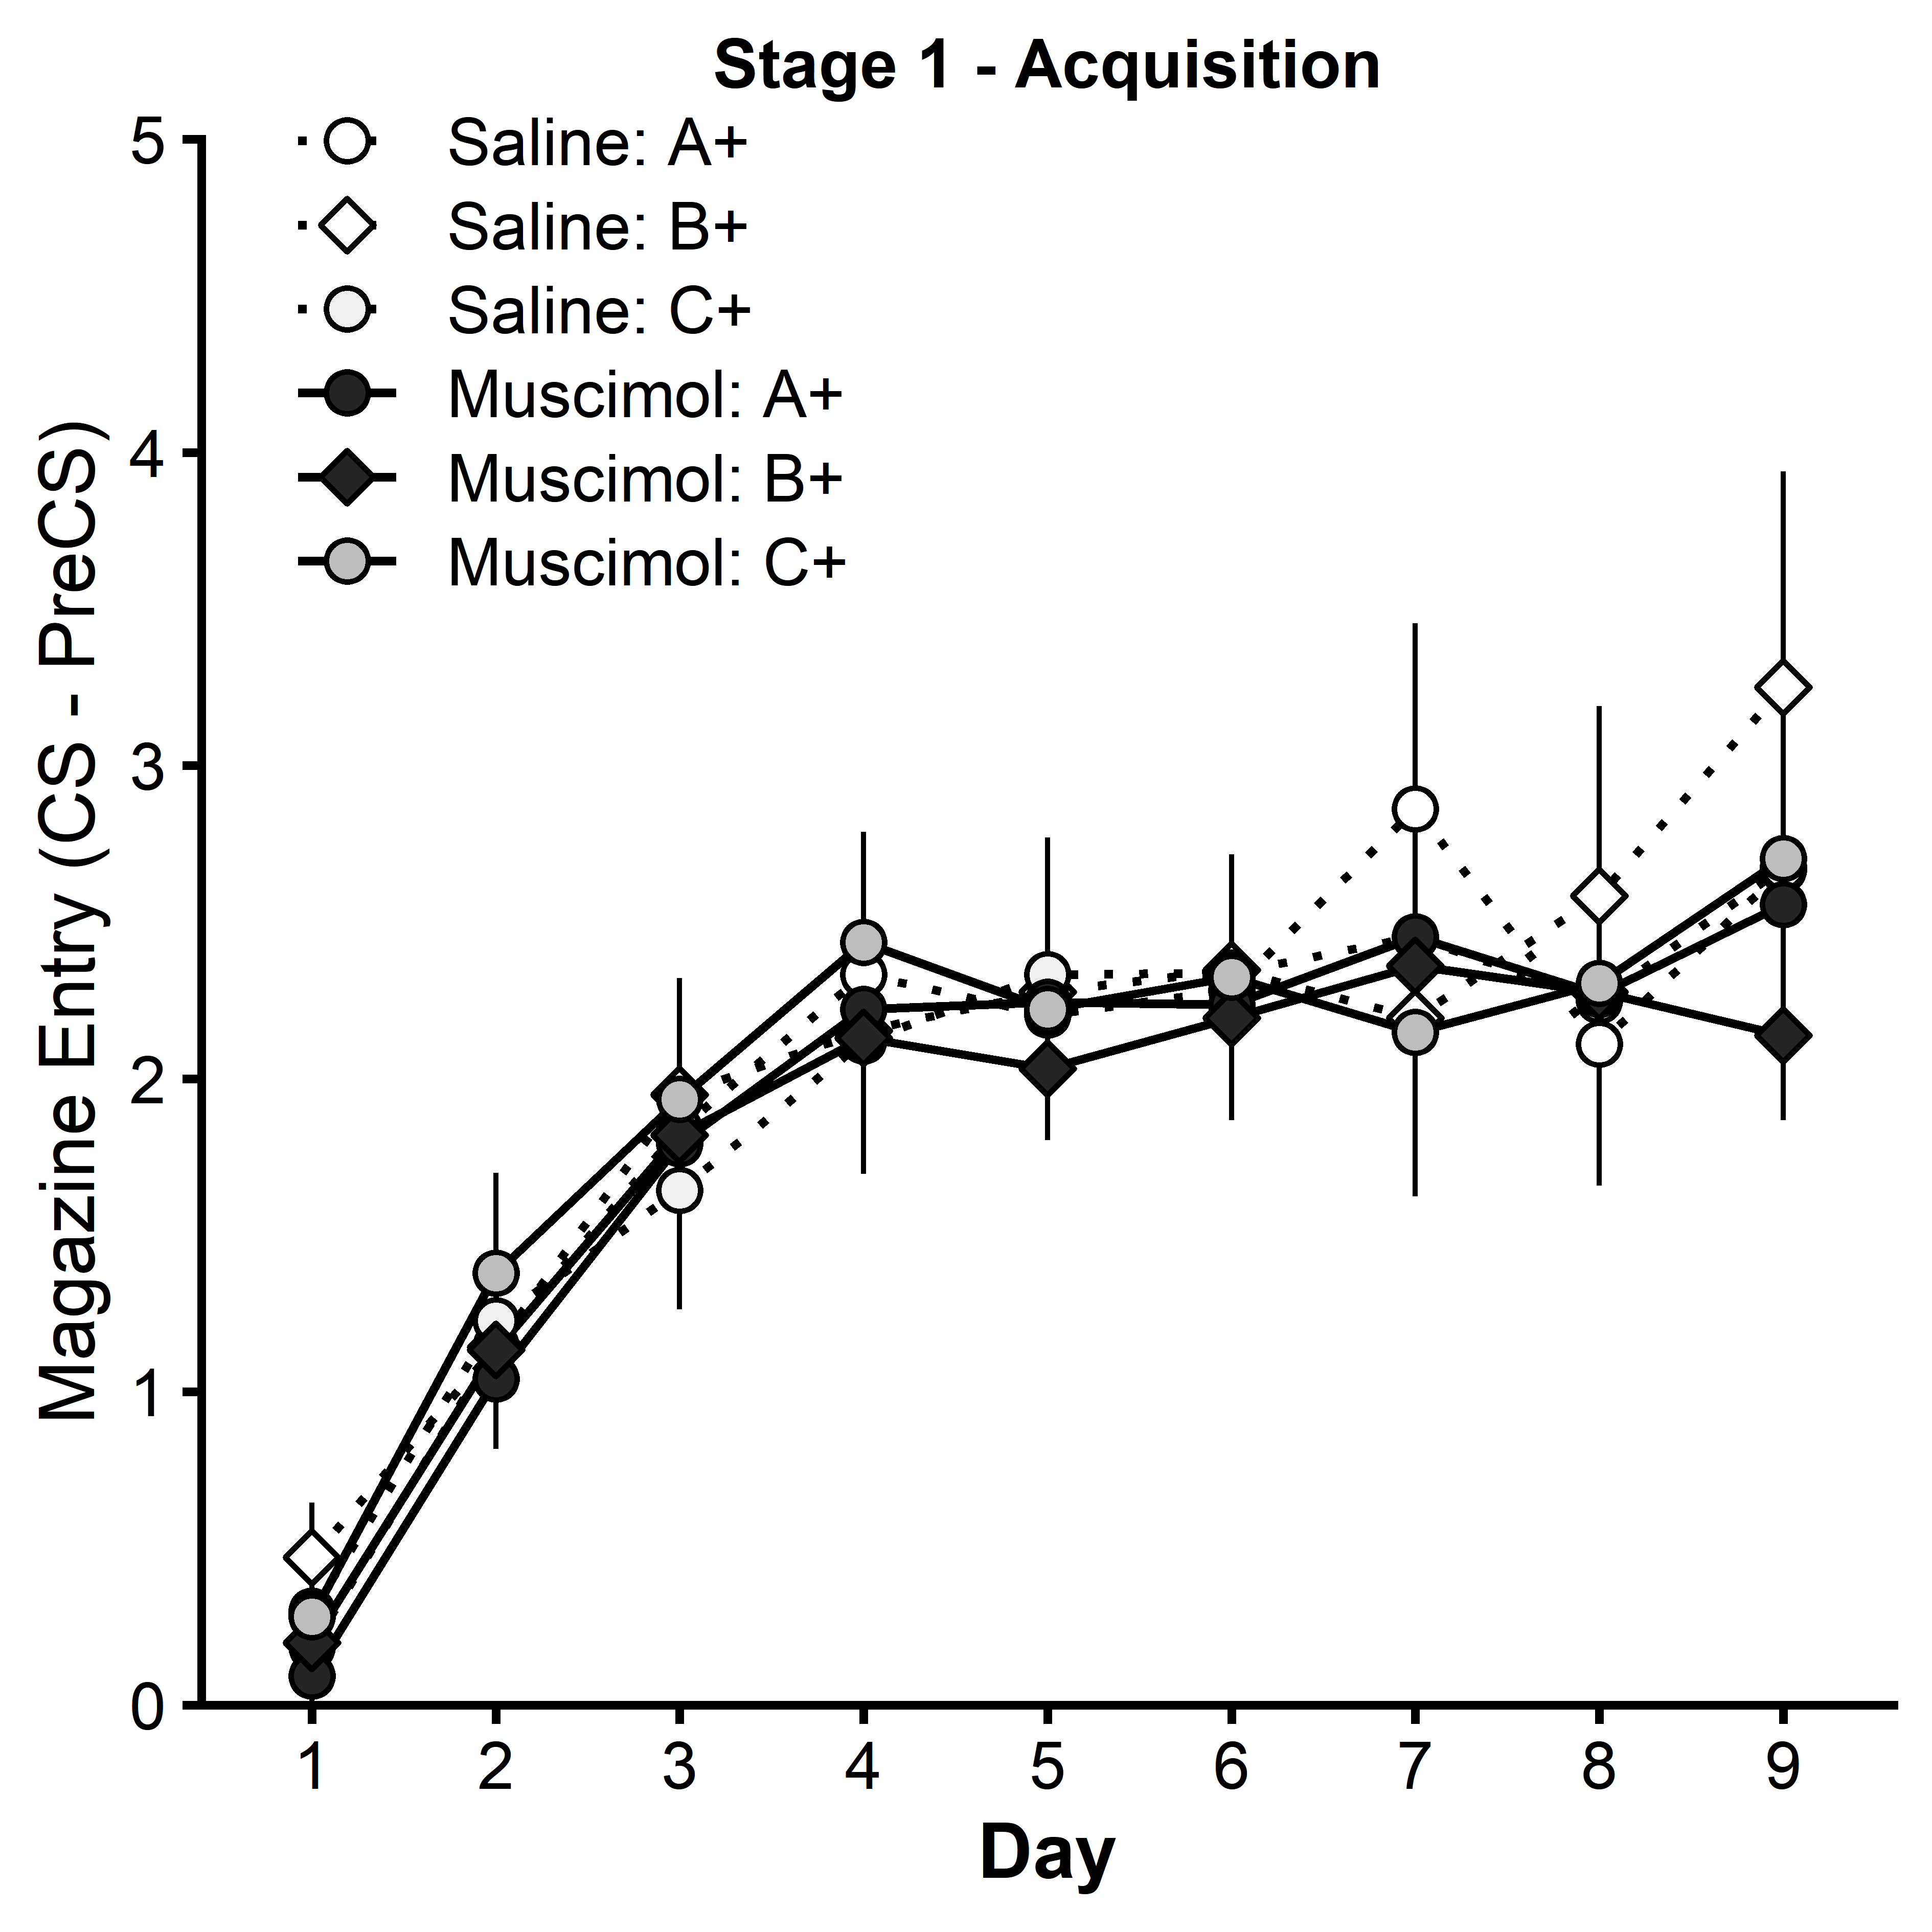 Stage 1 - Acquisition
Saline: A+
Saline: B+
Saline: C+
Muscimol: A+
Muscimol: B+
Muscimol: C+
Magazine Entry (CS - PreCS)
5
4
3
2
1
0
1 2 3 4 5 6 7 8 9
Day